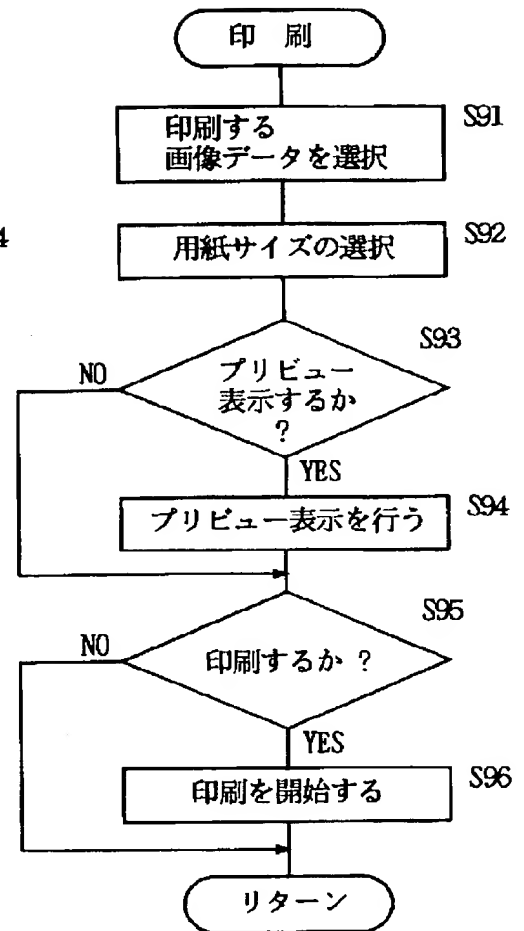 印 刷
S91
印刷する
画像データを選択
4
S92
用紙サイズの選択
S93
プリビュー
表示するか
?
NO
YES
S94
プリビュー表示を行う
S95
印刷するか ?
NO
YES
S96
印刷を開始する
リターン